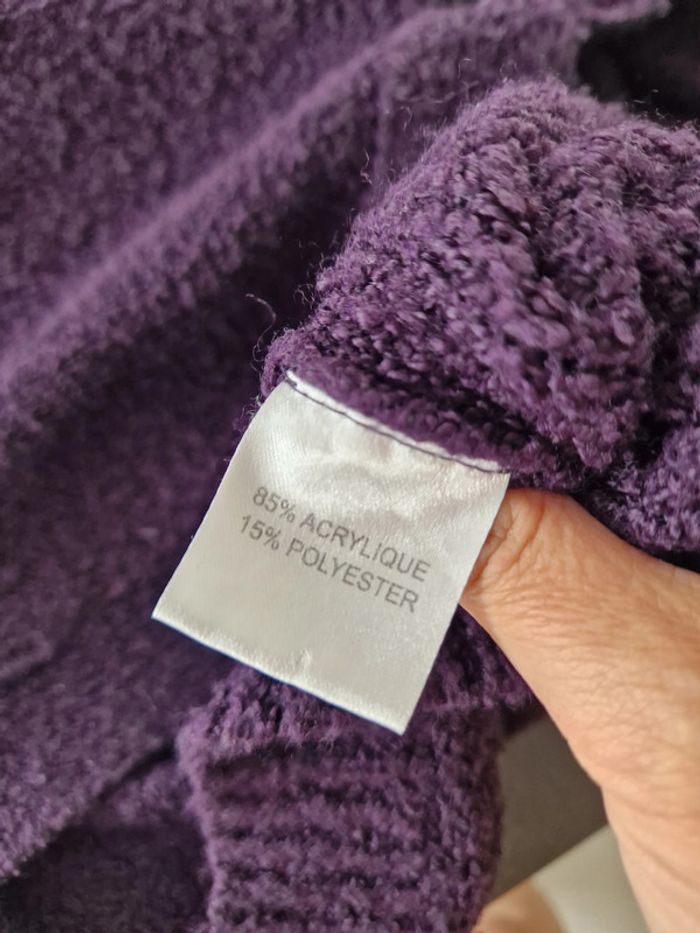 85% ACRYLIQUE
15% POLYESTER